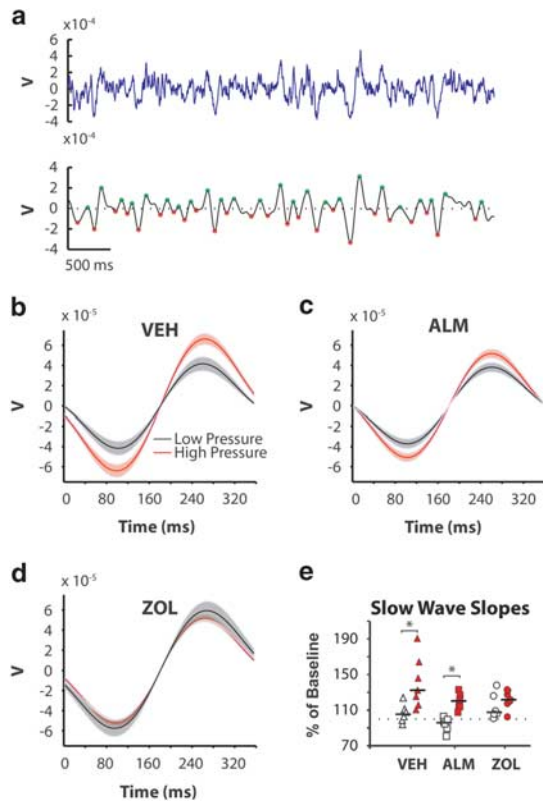 a
x 10-4
6
4
2
0
-2
-4
V
x 10-4
4
2
0
-2
-4
V
500 ms
b
x 10-5
VEH
6
4
2
0
-2
-4
-6
V
Low Pressure
High Pressure
0 80 160 240 320
Time (ms)
c
x 10-5
ALM
6
4
2
0
-2
-4
-6
V
0 80 160 240 320
Time (ms)
d
x 10-5
ZOL
6
4
2
0
-2
-4
-6
V
0 80 160 240 320
Time (ms)
e
Slow Wave Slopes
190
150
110
70
% of Baseline
*
*
VEH ALM ZOL